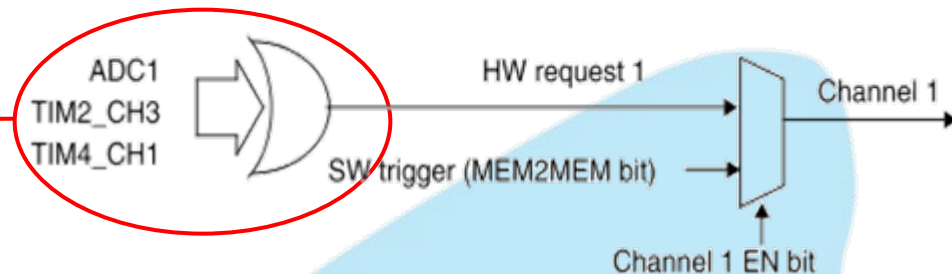 ADC1
TIM2_CH3
TIM4_CH1
HW request 1
SW trigger (MEM2MEM bit)
Channel 1
Channel 1 EN bit